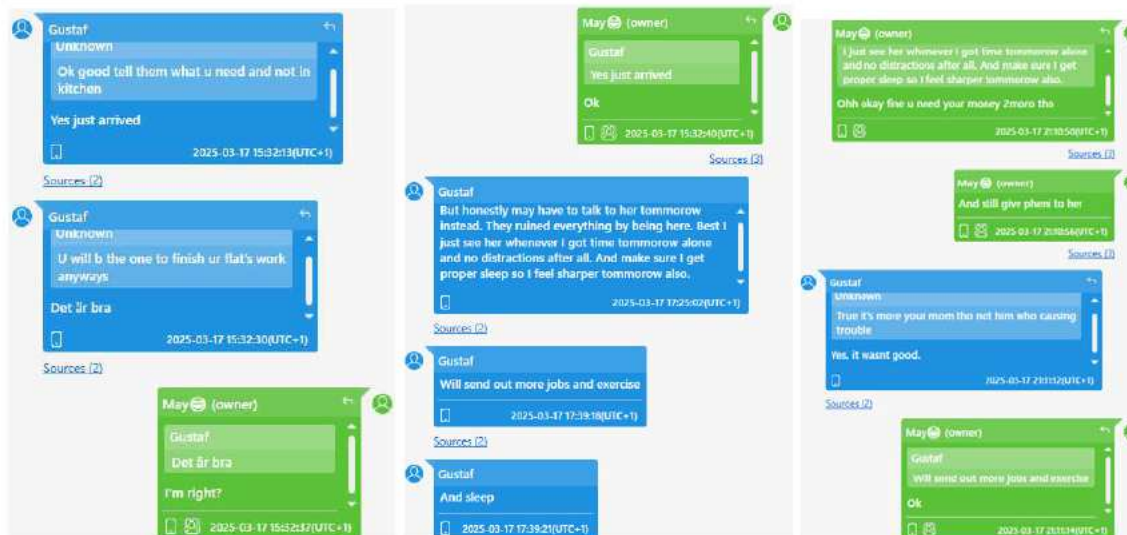 Gustaf
Unknown
Ok good tell them what u need and not in
kitchen
Yes just arrived
2025-03-17 15:32:13(UTC+1)
Sources (2)
Gustaf
Unknown
U will b the one to finish ur flat's work
anyways
Det är bra
2025-03-17 15:32:30(UTC+1)
Sources (2)
May (owner)
Gustaf
Det är bra
I'm right?
2025-03-17 15:32:37(UTC+1)
May (owner)
Gustaf
Yes just arrived
Ok
2025-03-17 15:32:40(UTC+1)
Sources (3)
Gustaf
But honestly may have to talk to her tommorow
instead. They ruined everything by being here. Best I
just see her whenever I got time tommorow alone
and no distractions after all. And make sure I get
proper sleep so I feel sharper tommorow also.
2025-03-17 17:25:02(UTC+1)
Sources (2)
Gustaf
Will send out more jobs and exercise
2025-03-17 17:39:18(UTC+1)
Sources (2)
Gustaf
And sleep
2025-03-17 17:39:21(UTC+1)
May (owner)
I just see her whenever I got time tommorow alone
and no distractions after all. And make sure I get
proper sleep so I feel sharper tommorow also.
Ohh okay fine u need your money 2moro tho
2025-03-17 21:10:50(UTC+1)
Sources (3)
May (owner)
And still give phens to her
2025-03-17 21:10:56(UTC+1)
Sources (3)
Gustaf
Unknown
True it's more your mom tho not him who causing
trouble
Yes, it wasnt good.
2025-03-17 21:11:12(UTC+1)
Sources (2)
May (owner)
Gustaf
Will send out more jobs and exercise
Ok
2025-03-17 21:11:14(UTC+1)